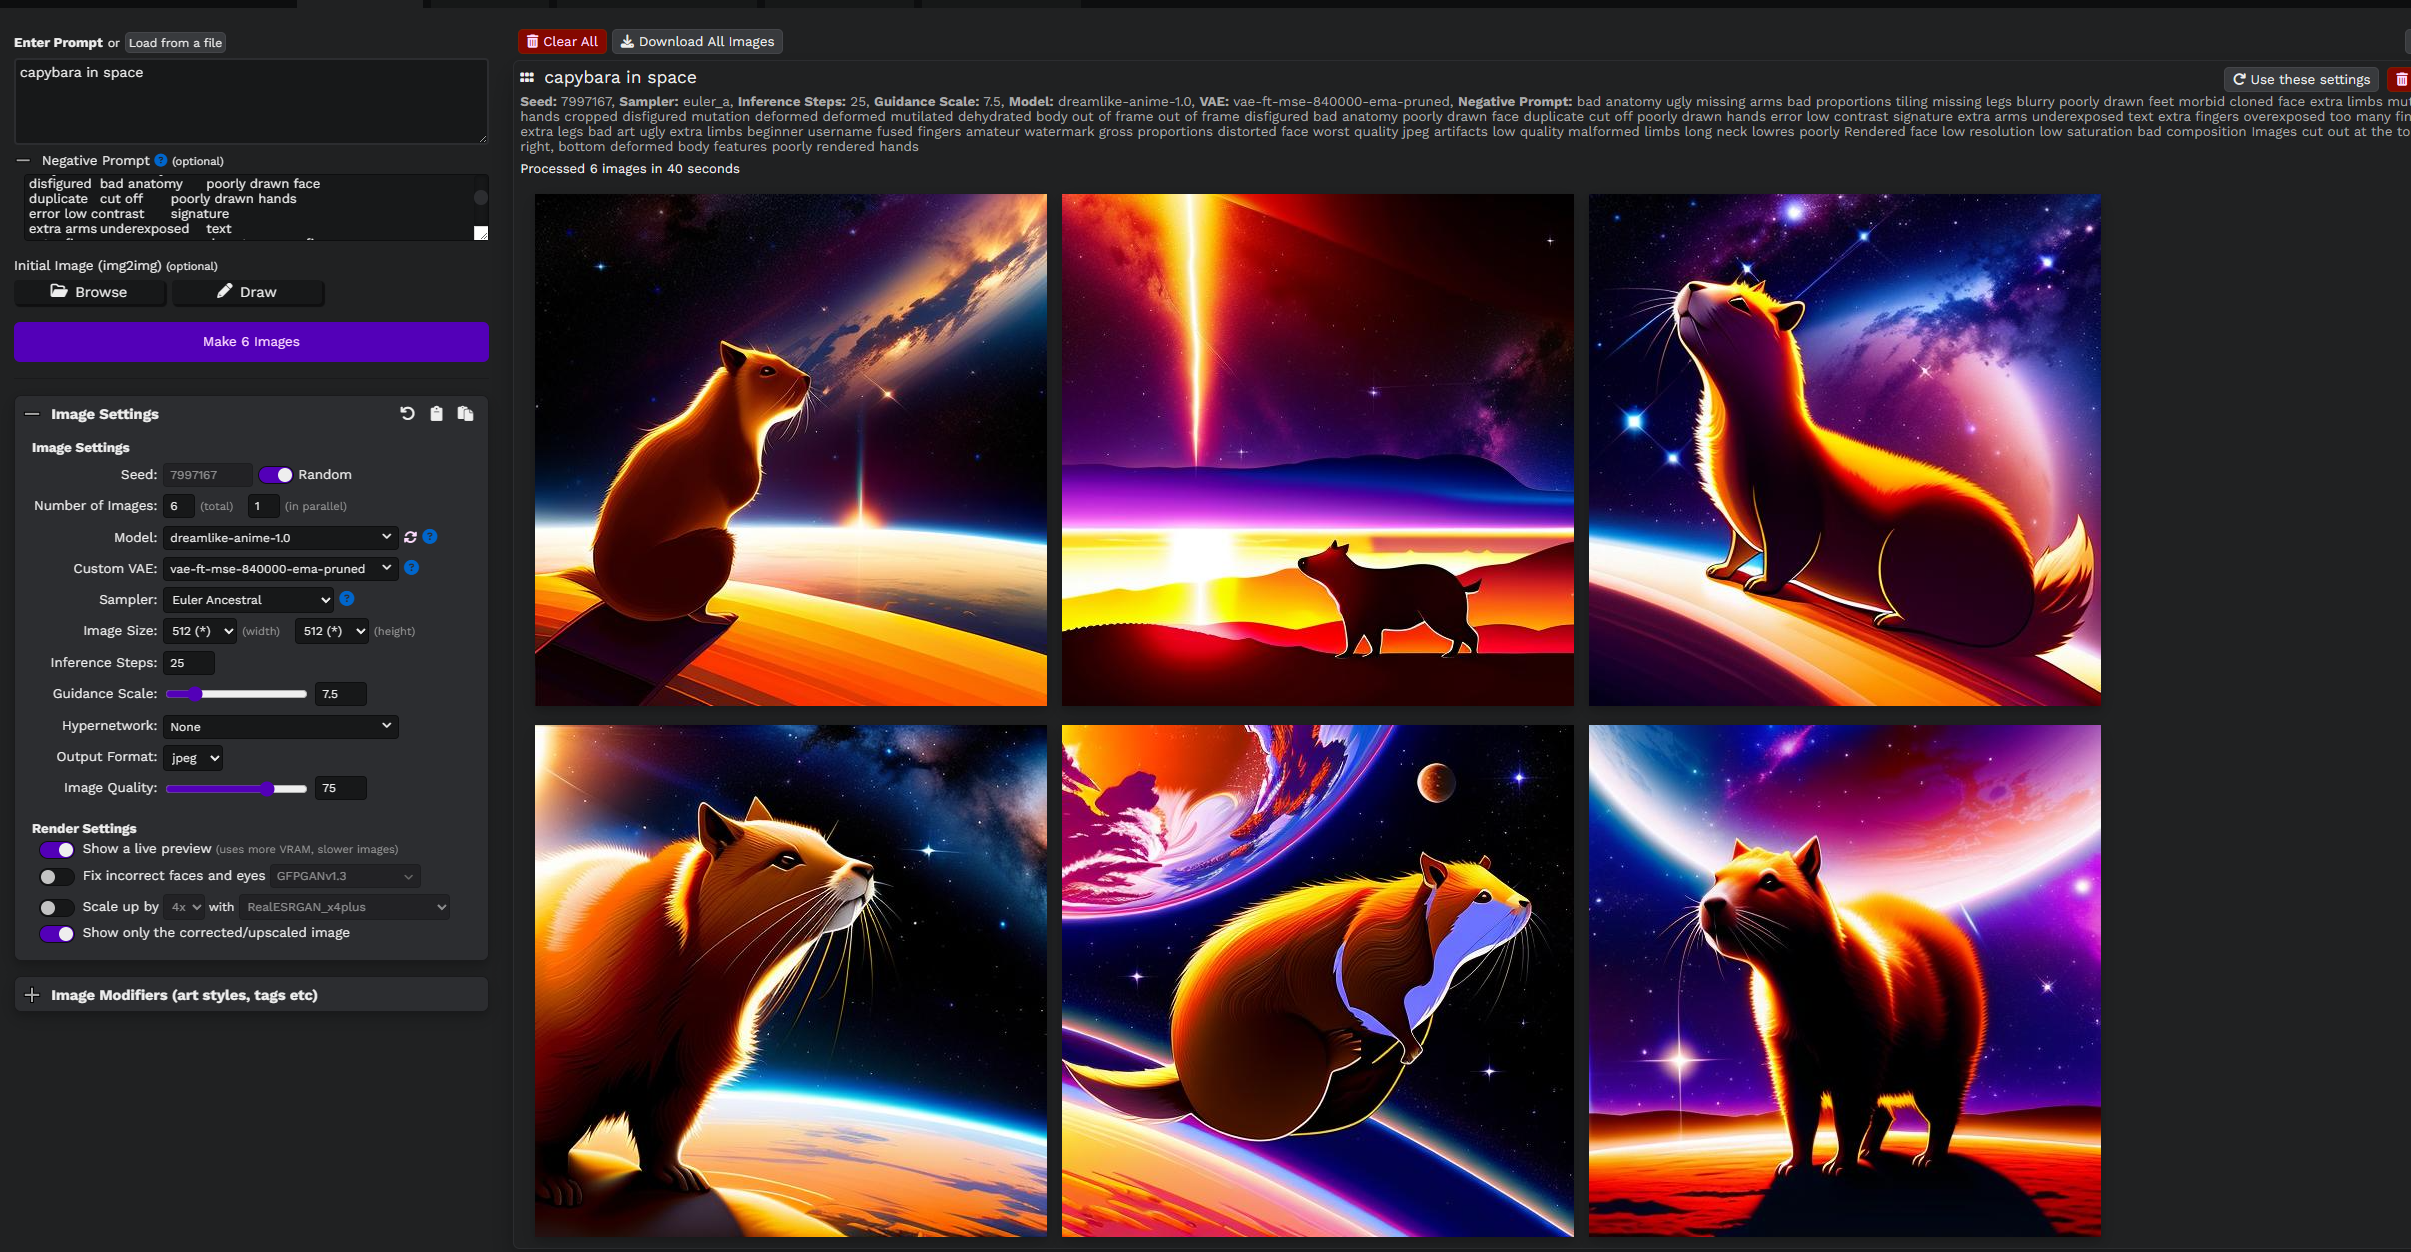 Enter Prompt or Load from a file
capybara in space
Negative Prompt ? (optional)
disfigured bad anatomy poorly drawn face
duplicate cut off poorly drawn hands
error low contrast signature
extra arms underexposed text
Initial Image (img2img) (optional)
Browse Draw
Make 6 Images
Image Settings
Image Settings
Seed: 7997167 Random
Number of Images: 6 (total) 1 (in parallel)
Model: dreamlike-anime-1.0 ?
Custom VAE: vae-ft-mse-840000-ema-pruned ?
Sampler: Euler Ancestral ?
Image Size: 512 (*) (width) 512 (*) (height)
Inference Steps: 25
Guidance Scale: 7.5
Hypernetwork: None
Output Format: jpeg
Image Quality: 75
Render Settings
Show a live preview (uses more VRAM, slower images)
Fix incorrect faces and eyes GFPGANv1.3
Scale up by 4x with RealESRGAN_x4plus
Show only the corrected/upscaled image
Image Modifiers (art styles, tags etc)
Clear All Download All Images
capybara in space
Use these settings
Seed: 7997167, Sampler: euler_a, Inference Steps: 25, Guidance Scale: 7.5, Model: dreamlike-anime-1.0, VAE: vae-ft-mse-840000-ema-pruned, Negative Prompt: bad anatomy ugly missing arms bad proportions tiling missing legs blurry poorly drawn feet morbid cloned face extra limbs mut
hands cropped disfigured mutation deformed deformed mutilated dehydrated body out of frame out of frame disfigured bad anatomy poorly drawn face duplicate cut off poorly drawn hands error low contrast signature extra arms underexposed text extra fingers overexposed too many fin
extra legs bad art ugly extra limbs beginner username fused fingers amateur watermark gross proportions distorted face worst quality jpeg artifacts low quality malformed limbs long neck lowres poorly Rendered face low resolution low saturation bad composition Images cut out at the to
right, bottom deformed body features poorly rendered hands
Processed 6 images in 40 seconds